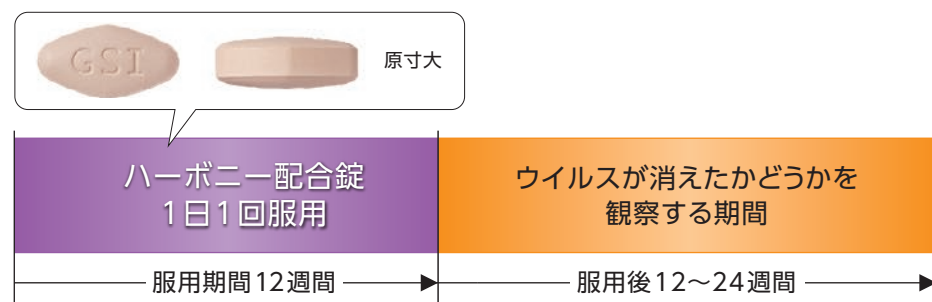 GSI
原寸大
ハーボニー配合錠
1日1回服用
ウイルスが消えたかどうかを
観察する期間
服用期間12週間
服用後12〜24週間